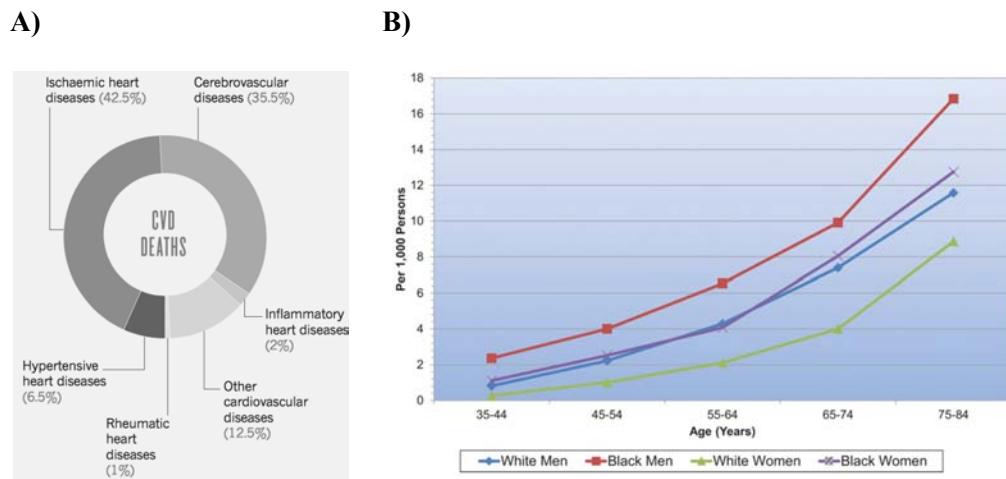 A)
Ischaemic heart
diseases (42.5%)
Cerebrovascular
diseases (35.5%)
CVD
DEATHS
Inflammatory
heart diseases
(2%)
Hypertensive
heart diseases
(6.5%)
Other
cardiovascular
diseases
(12.5%)
Rheumatic
heart
diseases
(1%)
B)
Per 1,000 Persons
18
16
14
12
10
8
6
4
2
0
35-44 45-54 55-64 65-74 75-84
Age (Years)
White Men Black Men White Women Black Women